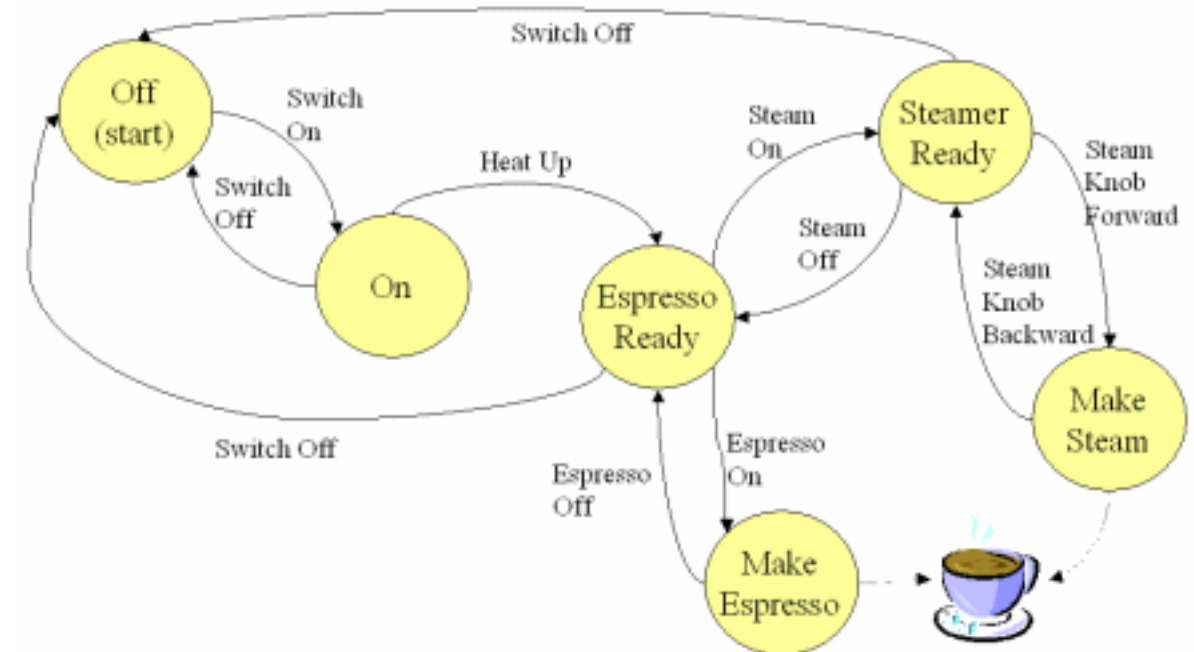 Switch Off
Off
(start)
Switch
On
Switch
Off
On
Heat Up
Espresso
Ready
Steam
On
Steam
Off
Steamer
Ready
Steam
Knob
Forward
Steam
Knob
Backward
Make
Steam
Switch Off
Espresso
Off
Espresso
On
Make
Espresso